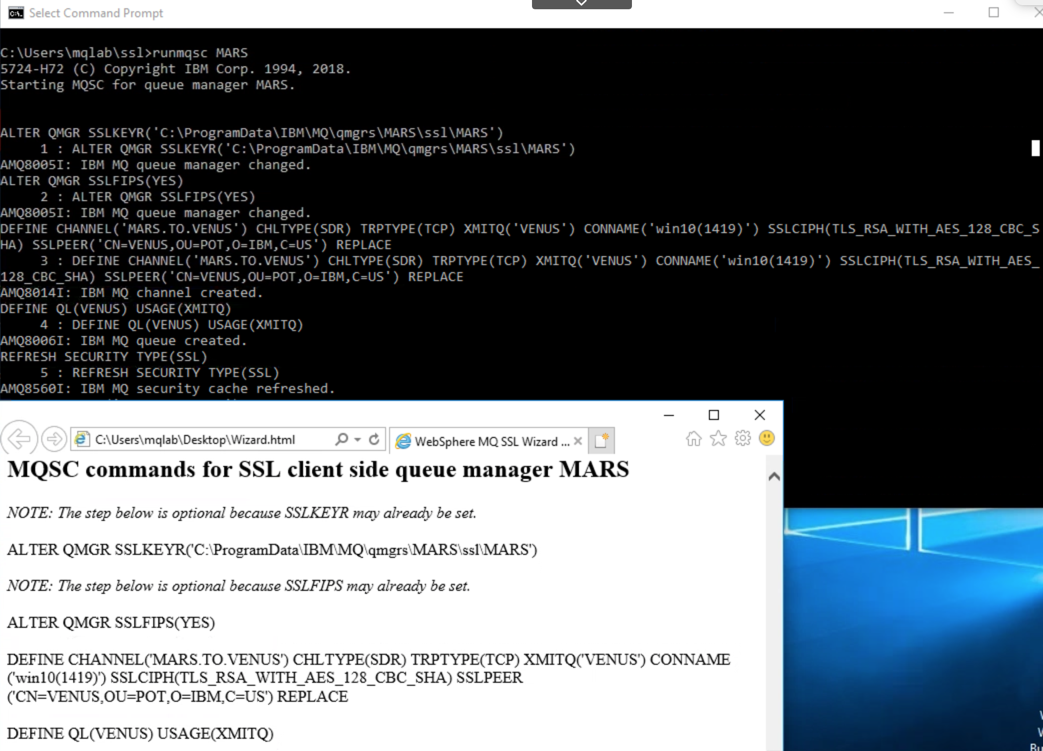 Select Command Prompt
C:\Users\mqlab\ssl>runmqsc MARS
5724-H72 (C) Copyright IBM Corp. 1994, 2018.
Starting MQSC for queue manager MARS.
ALTER QMGR SSLKEYR('C:\ProgramData\IBM\MQ\qmgrs\MARS\ssl\MARS')
1 : ALTER QMGR SSLKEYR('C:\ProgramData\IBM\MQ\qmgrs\MARS\ssl\MARS')
AMQ8005I: IBM MQ queue manager changed.
ALTER QMGR SSLFIPS(YES)
2 : ALTER QMGR SSLFIPS(YES)
AMQ8005I: IBM MQ queue manager changed.
DEFINE CHANNEL('MARS.TO.VENUS') CHLTYPE(SDR) TRPTYPE(TCP) XMITQ('VENUS') CONNAME('win10(1419)') SSLCIPH(TLS_RSA_WITH_AES_128_CBC_S
HA) SSLPEER('CN=VENUS,OU=POT,O=IBM,C=US') REPLACE
3 : DEFINE CHANNEL('MARS.TO.VENUS') CHLTYPE(SDR) TRPTYPE(TCP) XMITQ('VENUS') CONNAME('win10(1419)') SSLCIPH(TLS_RSA_WITH_AES_
128_CBC_SHA) SSLPEER('CN=VENUS,OU=POT,O=IBM,C=US') REPLACE
AMQ8014I: IBM MQ channel created.
DEFINE QL(VENUS) USAGE(XMITQ)
4 : DEFINE QL(VENUS) USAGE(XMITQ)
AMQ8006I: IBM MQ queue created.
REFRESH SECURITY TYPE(SSL)
5 : REFRESH SECURITY TYPE(SSL)
AMQ8560I: IBM MQ security cache refreshed.
C:\Users\mqlab\Desktop\Wizard.html
WebSphere MQ SSL Wizard ...
MQSC commands for SSL client side queue manager MARS
NOTE: The step below is optional because SSLKEYR may already be set.
ALTER QMGR SSLKEYR('C:\ProgramData\IBM\MQ\qmgrs\MARS\ssl\MARS')
NOTE: The step below is optional because SSLFIPS may already be set.
ALTER QMGR SSLFIPS(YES)
DEFINE CHANNEL('MARS.TO.VENUS') CHLTYPE(SDR) TRPTYPE(TCP) XMITQ('VENUS') CONNAME
('win10(1419)') SSLCIPH(TLS_RSA_WITH_AES_128_CBC_SHA) SSLPEER
('CN=VENUS,OU=POT,O=IBM,C=US') REPLACE
DEFINE QL(VENUS) USAGE(XMITQ)